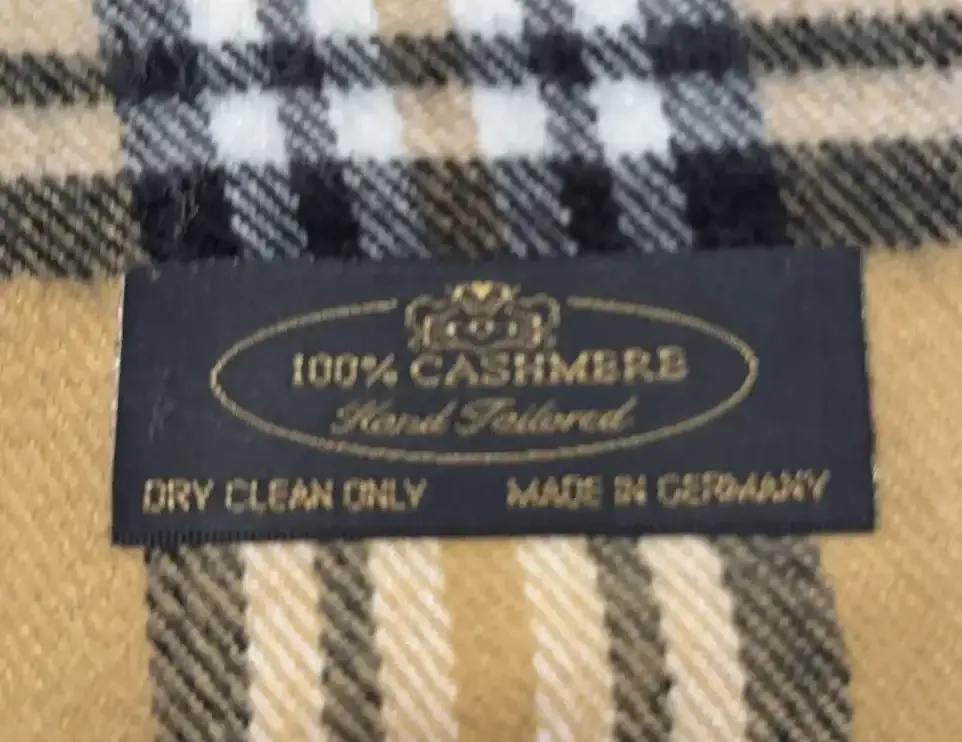 100% CASHMERE
Hand Tailored
DRY CLEAN ONLY MADE IN GERMANY